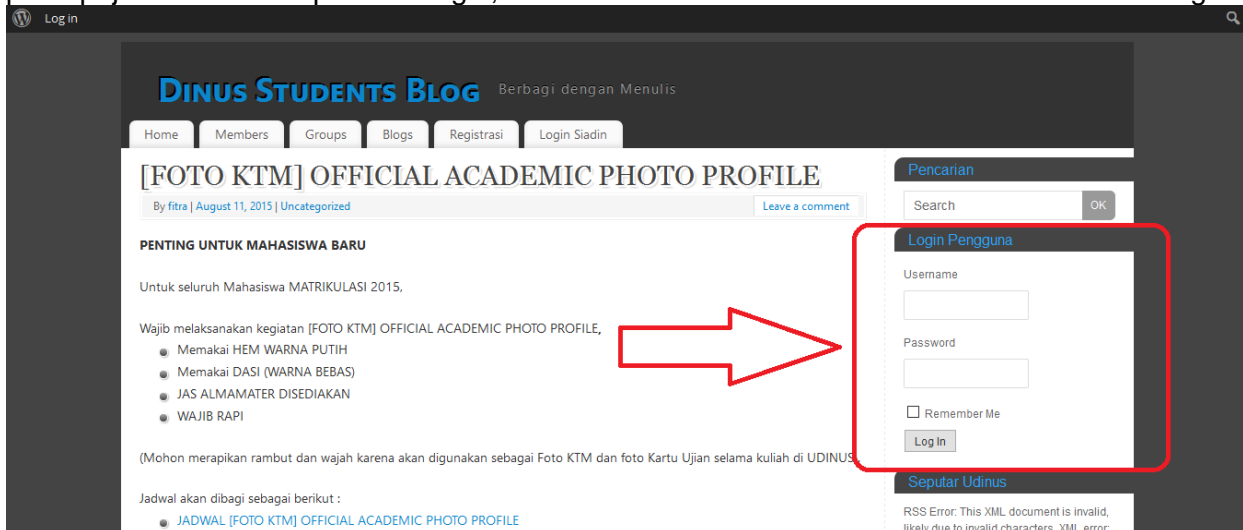 Log in
DINUS STUDENTS BLOG Berbagi dengan Menulis
Home Members Groups Blogs Registrasi Login Siadin
[FOTO KTM] OFFICIAL ACADEMIC PHOTO PROFILE
By fitra | August 11, 2015 | Uncategorized Leave a comment
PENTING UNTUK MAHASISWA BARU
Untuk seluruh Mahasiswa MATRIKULASI 2015,
Wajib melaksanakan kegiatan [FOTO KTM] OFFICIAL ACADEMIC PHOTO PROFILE,
Memakai HEM WARNA PUTIH
Memakai DASI (WARNA BEBAS)
JAS ALMAMATER DISEDIAKAN
WAJIB RAPI
(Mohon merapikan rambut dan wajah karena akan digunakan sebagai Foto KTM dan foto Kartu Ujian selama kuliah di UDINUS
Jadwal akan dibagi sebagai berikut :
JADWAL [FOTO KTM] OFFICIAL ACADEMIC PHOTO PROFILE
Pencarian
Search OK
Login Pengguna
Username
Password
Remember Me
Log In
Seputar Udinus
RSS Error: This XML document is invalid,
likely due to invalid characters. XML error: